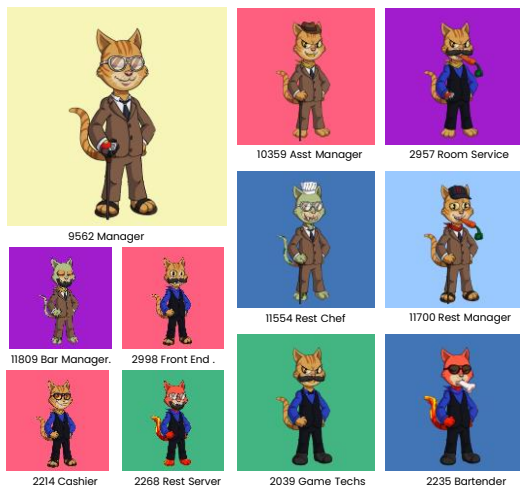 10359 Asst Manager
2957 Room Service
9562 Manager
11554 Rest Chef
11700 Rest Manager
11809 Bar Manager.
2998 Front End .
2214 Cashier
2268 Rest Server
2039 Game Techs
2235 Bartender